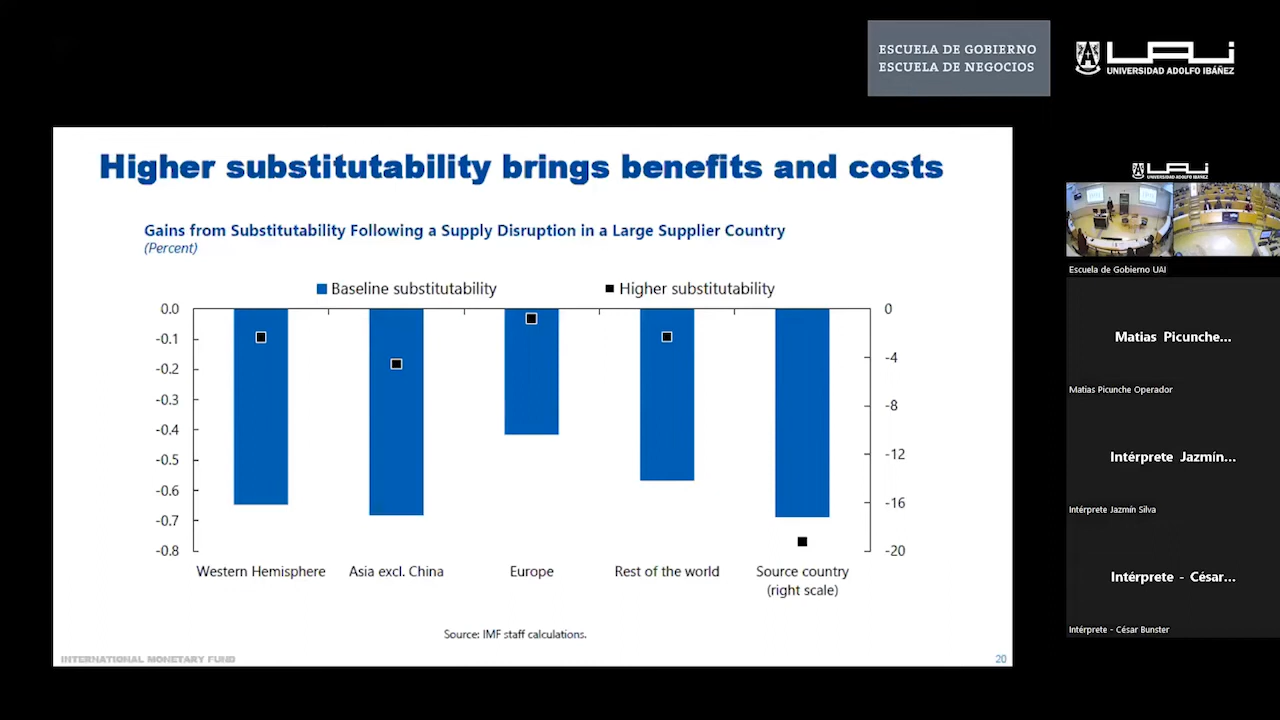 ESCUELA DE GOBIERNO
ESCUELA DE NEGOCIOS
UAI
UNIVERSIDAD ADOLFO IBÁÑEZ
Higher substitutability brings benefits and costs
Gains from Substitutability Following a Supply Disruption in a Large Supplier Country
(Percent)
Baseline substitutability
Higher substitutability
0.0
-0.1
-0.2
-0.3
-0.4
-0.5
-0.6
-0.7
-0.8
0
-4
-8
-12
-16
-20
Western Hemisphere
Asia excl. China
Europe
Rest of the world
Source country
(right scale)
Source: IMF staff calculations.
INTERNATIONAL MONETARY FUND
20
UAI
UNIVERSIDAD ADOLFO IBÁÑEZ
Escuela de Gobierno UAI
Matias Picunche...
Matias Picunche Operador
Intérprete Jazmín...
Intérprete Jazmín Silva
Intérprete - César...
Intérprete - César Bunster